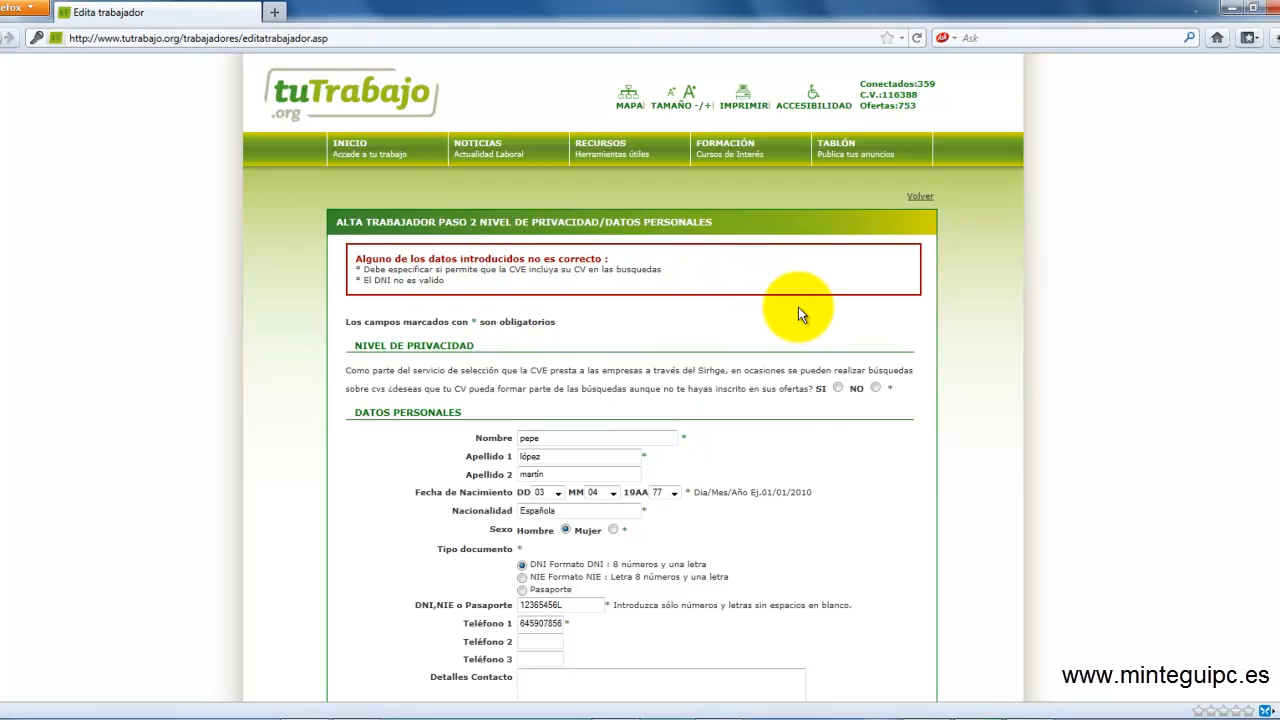 efox
Edita trabajador
http://www.tutrabajo.org/trabajadores/editatrabajador.asp
Ask
tuTrabajo
.org
MAPA
TAMAÑO -/+
IMPRIMIR
ACCESIBILIDAD
Conectados:359
C.V.:116388
Ofertas:753
INICIO
Accede a tu trabajo
NOTICIAS
Actualidad Laboral
RECURSOS
Herramientas útiles
FORMACIÓN
Cursos de Interés
TABLÓN
Publica tus anuncios
Volver
ALTA TRABAJADOR PASO 2 NIVEL DE PRIVACIDAD/DATOS PERSONALES
Alguno de los datos introducidos no es correcto :
* Debe especificar si permite que la CVE incluya su CV en las busquedas
* El DNI no es valido
Los campos marcados con * son obligatorios
NIVEL DE PRIVACIDAD
Como parte del servicio de selección que la CVE presta a las empresas a través del Sirhge, en ocasiones se pueden realizar búsquedas
sobre cvs ¿deseas que tu CV pueda formar parte de las búsquedas aunque no te hayas inscrito en sus ofertas? SI NO *
DATOS PERSONALES
Nombre pepe *
Apellido 1 lópez *
Apellido 2 martín
Fecha de Nacimiento DD 03 MM 04 19AA 77 * Dia/Mes/Año Ej.01/01/2010
Nacionalidad Española *
Sexo Hombre Mujer *
Tipo documento *
DNI Formato DNI : 8 números y una letra
NIE Formato NIE : Letra 8 números y una letra
Pasaporte
DNI,NIE o Pasaporte 12365456L * Introduzca sólo números y letras sin espacios en blanco.
Teléfono 1 645907856 *
Teléfono 2
Teléfono 3
Detalles Contacto
www.minteguipc.es